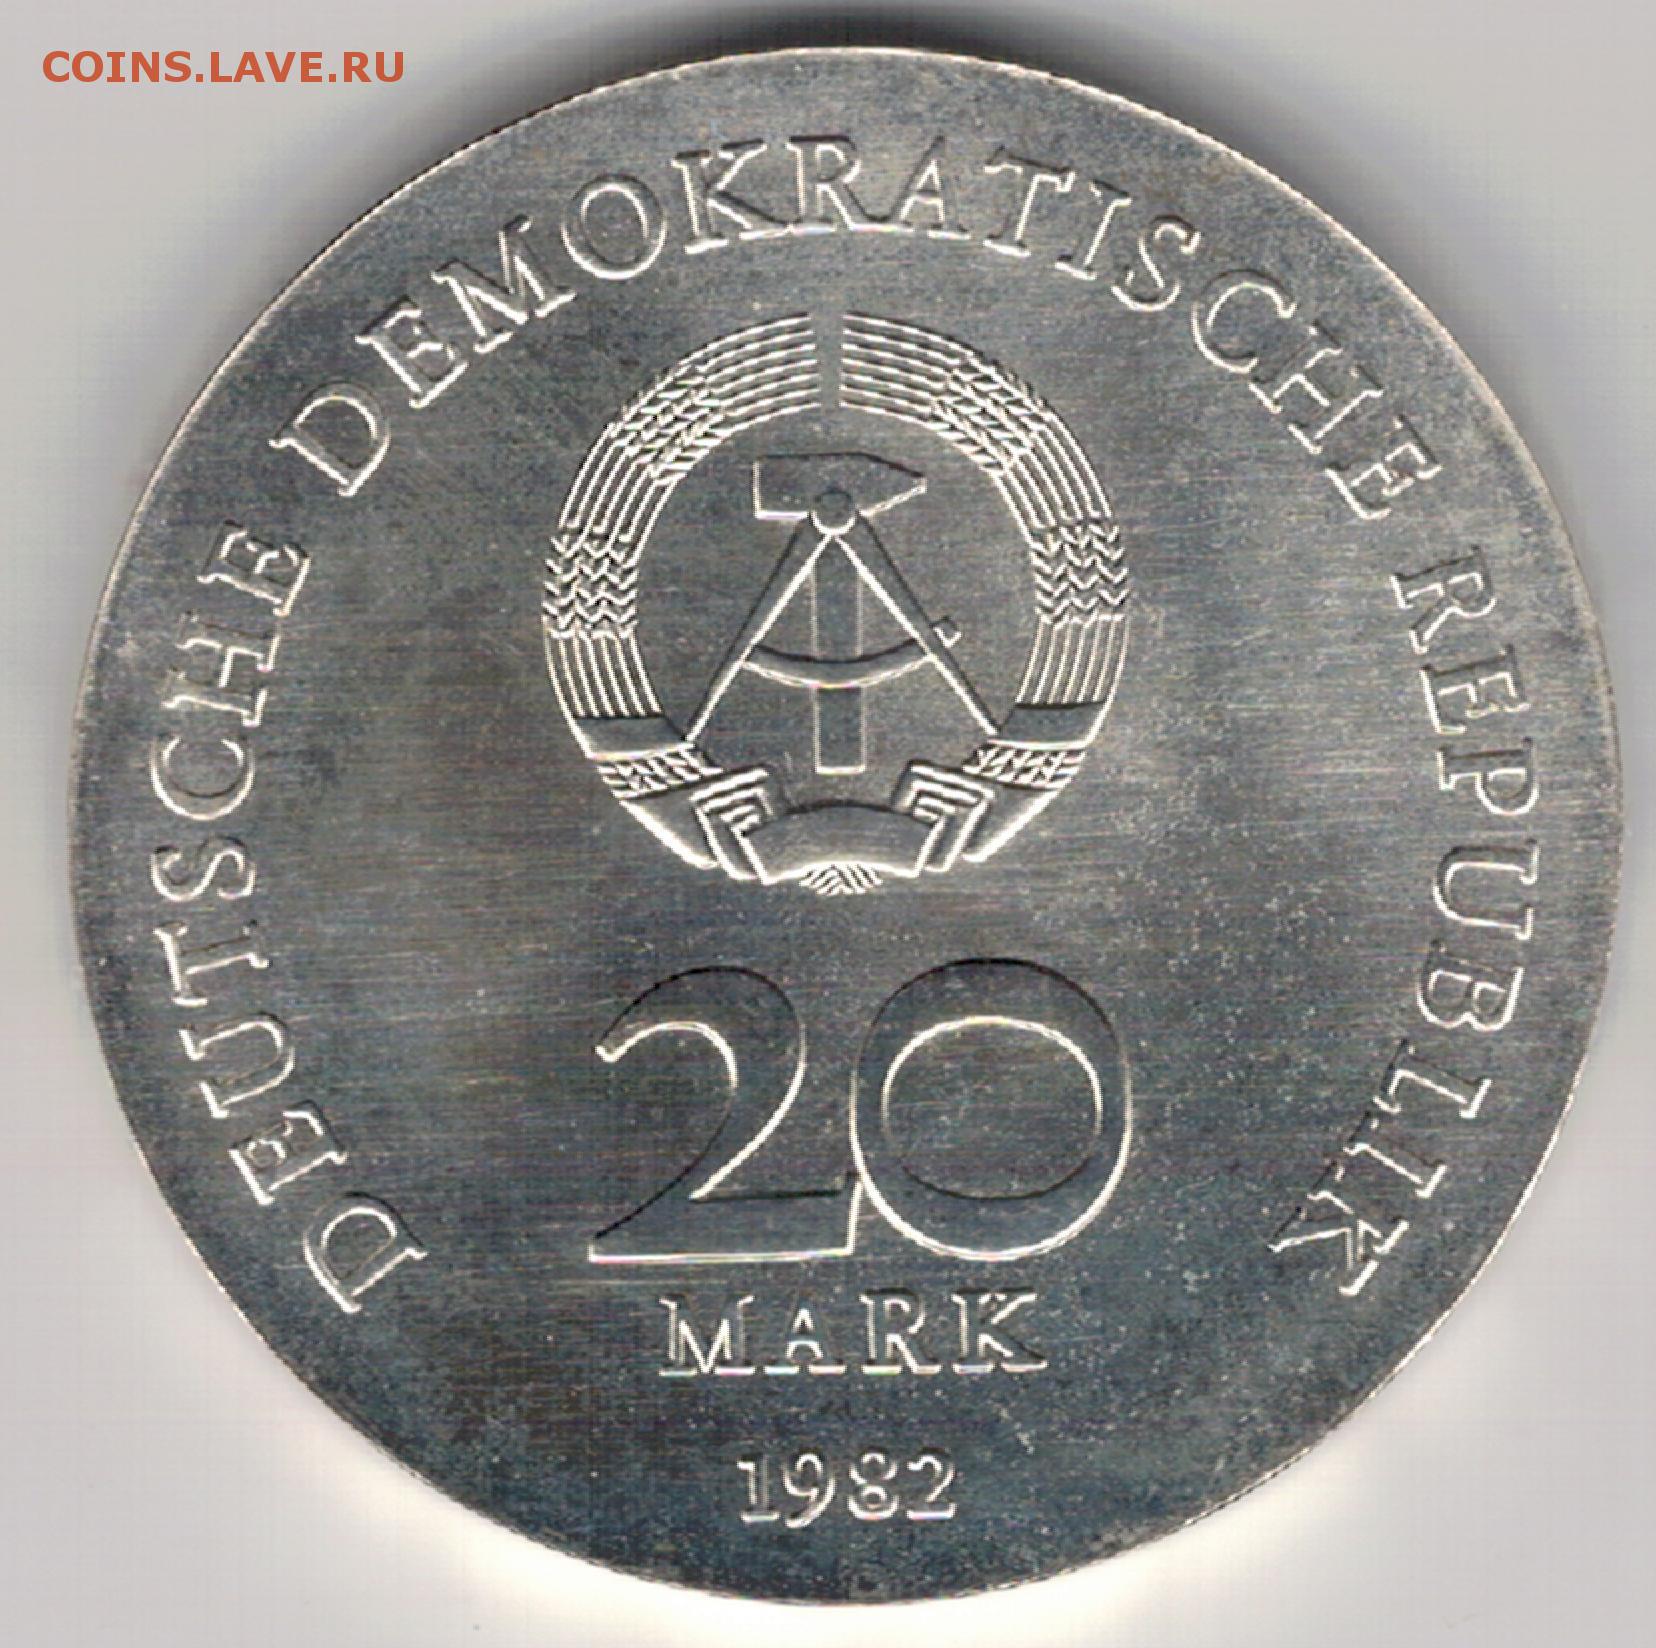 COINS.LAVE.RU
DEUTSCHE DEMOKRATISCHE REPUBLIK
20
MARK
1982